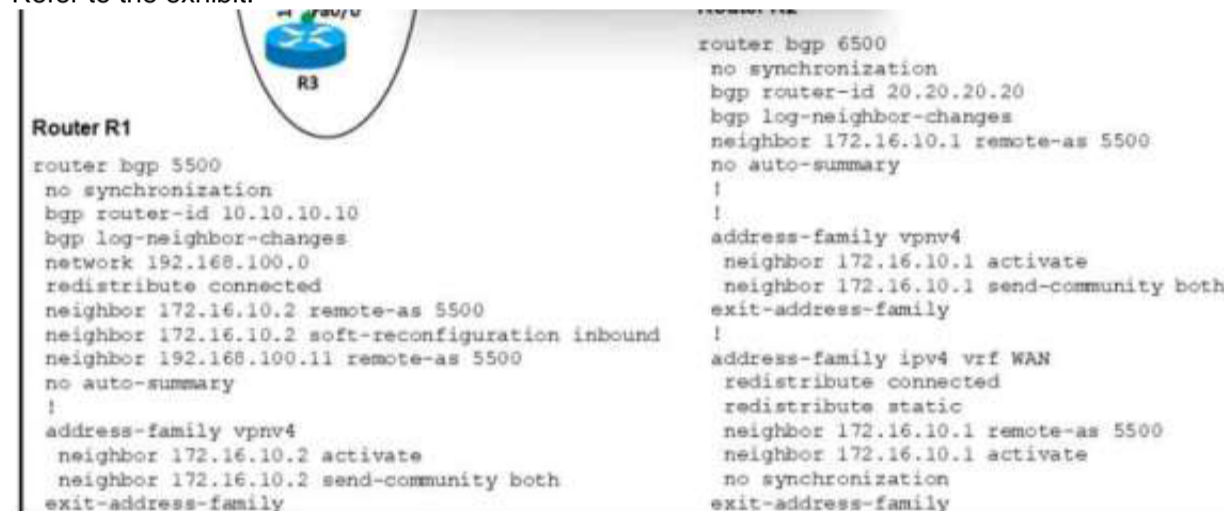 Refer to the exhibit.
R3
Router R1
router bgp 5500
no synchronization
bgp router-id 10.10.10.10
bgp log-neighbor-changes
network 192.168.100.0
redistribute connected
neighbor 172.16.10.2 remote-as 5500
neighbor 172.16.10.2 soft-reconfiguration inbound
neighbor 192.168.100.11 remote-as 5500
no auto-summary
!
address-family vpnv4
neighbor 172.16.10.2 activate
neighbor 172.16.10.2 send-community both
exit-address-family
Router R2
router bgp 6500
no synchronization
bgp router-id 20.20.20.20
bgp log-neighbor-changes
neighbor 172.16.10.1 remote-as 5500
no auto-summary
!
!
address-family vpnv4
neighbor 172.16.10.1 activate
neighbor 172.16.10.1 send-community both
exit-address-family
!
address-family ipv4 vrf WAN
redistribute connected
redistribute static
neighbor 172.16.10.1 remote-as 5500
neighbor 172.16.10.1 activate
no synchronization
exit-address-family